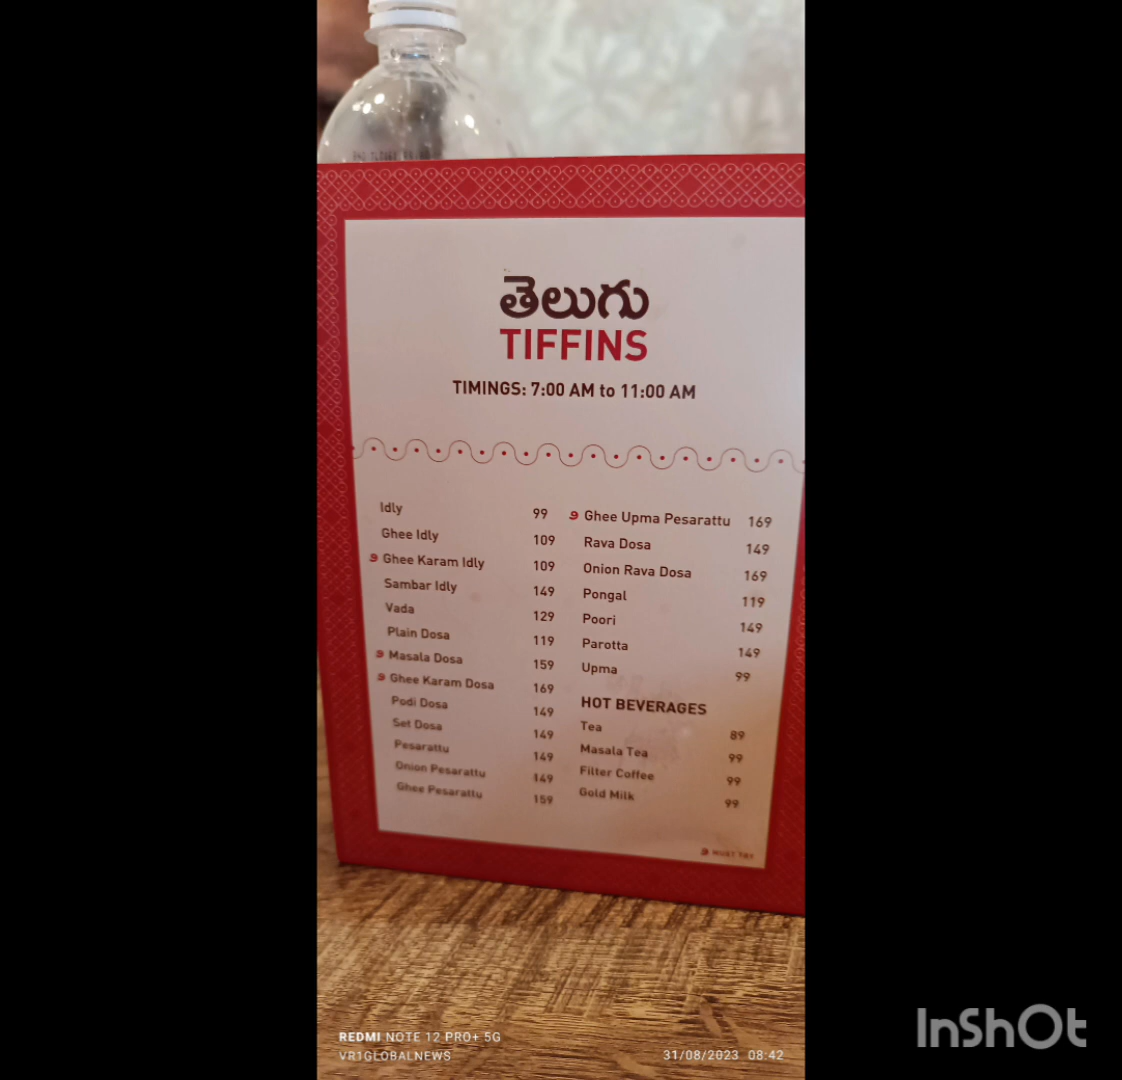 తెలుగు
TIFFINS
TIMINGS: 7:00 AM to 11:00 AM
Idly 99
Ghee Idly 109
Ghee Karam Idly 109
Sambar Idly 149
Vada 129
Plain Dosa 119
Masala Dosa 159
Ghee Karam Dosa 169
Podi Dosa 149
Set Dosa 149
Pesarattu 149
Onion Pesarattu 149
Ghee Pesarattu 159
Ghee Upma Pesarattu 169
Rava Dosa 149
Onion Rava Dosa 169
Pongal 119
Poori 149
Parotta 149
Upma 99
HOT BEVERAGES
Tea 89
Masala Tea 99
Filter Coffee 99
Gold Milk 99
MUST TRY
REDMI NOTE 12 PRO+ 5G
VR1GLOBALNEWS
31/08/2023 08:42
InShOt